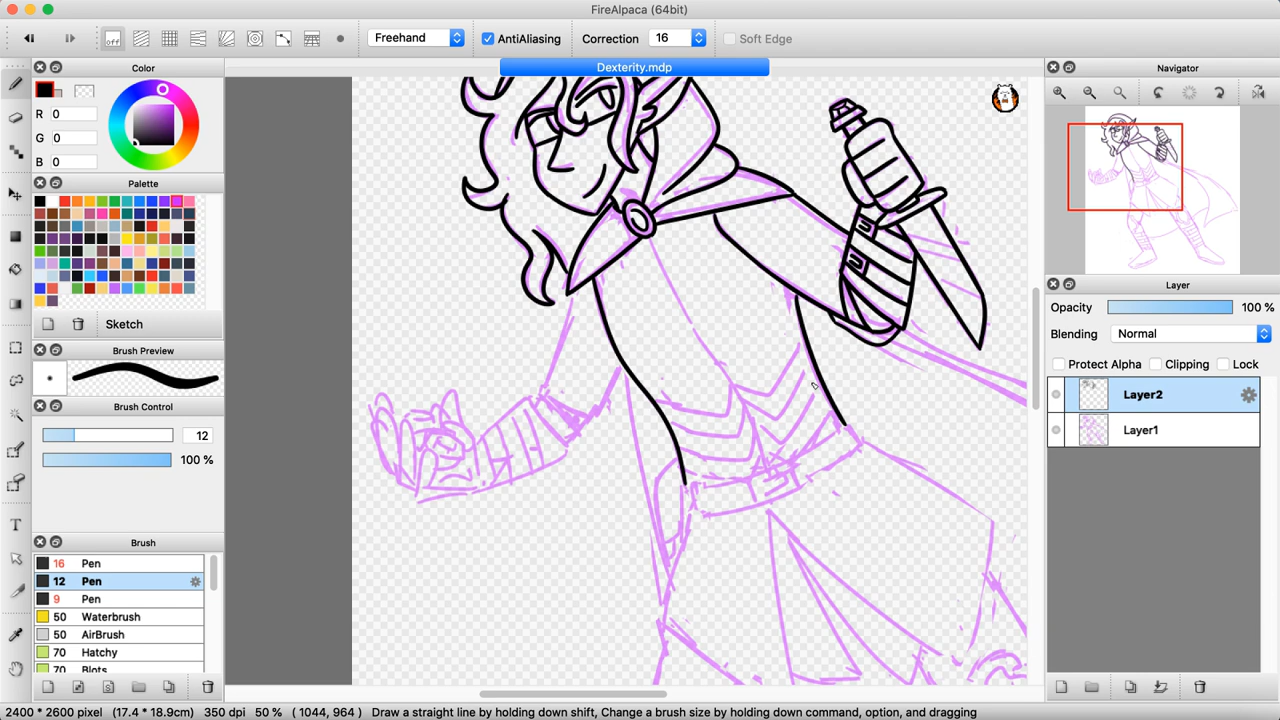 FireAlpaca (64bit)
off
Freehand
AntiAliasing
Correction
16
Soft Edge
Color
Dexterity.mdp
Navigator
R 0
G 0
B 0
Palette
Sketch
Layer
Opacity 100 %
Blending Normal
Brush Preview
Protect Alpha Clipping Lock
Layer2
Layer1
Brush Control
12
100 %
Brush
16 Pen
12 Pen
9 Pen
50 Waterbrush
50 AirBrush
70 Hatchy
70 Blots
T
2400 * 2600 pixel (17.4 * 18.9cm) 350 dpi 50 % ( 1044, 964 ) Draw a straight line by holding down shift, Change a brush size by holding down command, option, and dragging